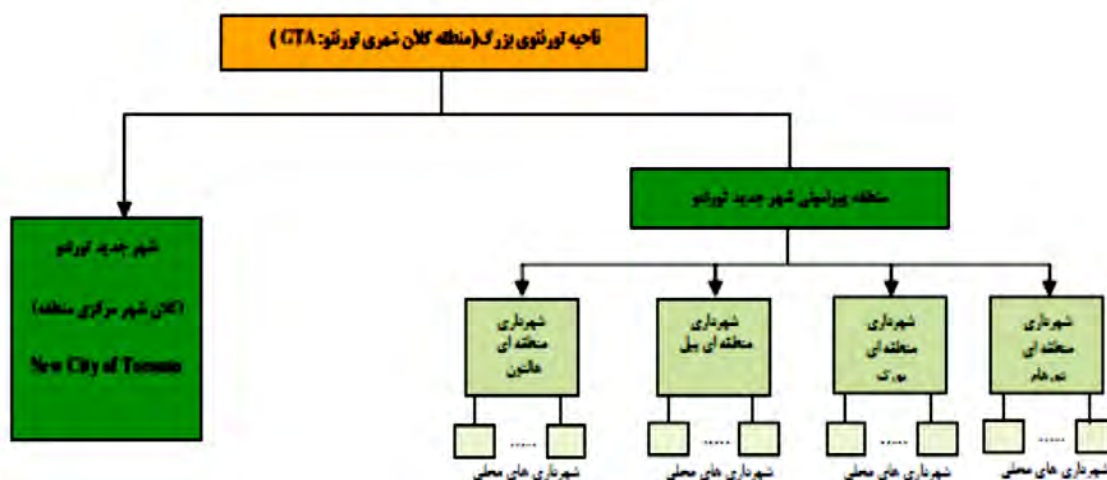 ناحیه تورنتوی بزرگ(منطقه کلان شهری تورنتو: GTA )
منطقه پیرامونی شهر جدید تورنتو
شهر جدید تورنتو
(کلان شهر مرکزی منطقه)
New City of Toronto
شهرداری
منطقه ای
هالتون
شهرداری
منطقه ای پیل
شهرداری
منطقه ای
یورک
شهرداری
منطقه ای
دورهام
.....
.....
.....
.....
شهرداری های محلی
شهرداری های محلی
شهرداری های محلی
شهرداری های محلی